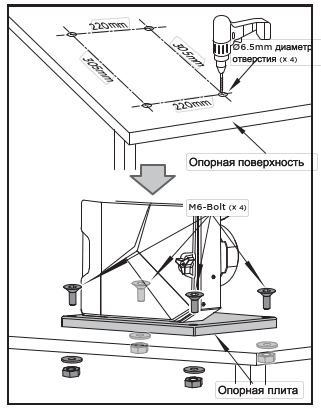 220mm
305mm
305mm
220mm
Ø6.5mm диаметр
отверстия (X 4)
Опорная поверхность
M6-Bolt (X 4)
Опорная плита